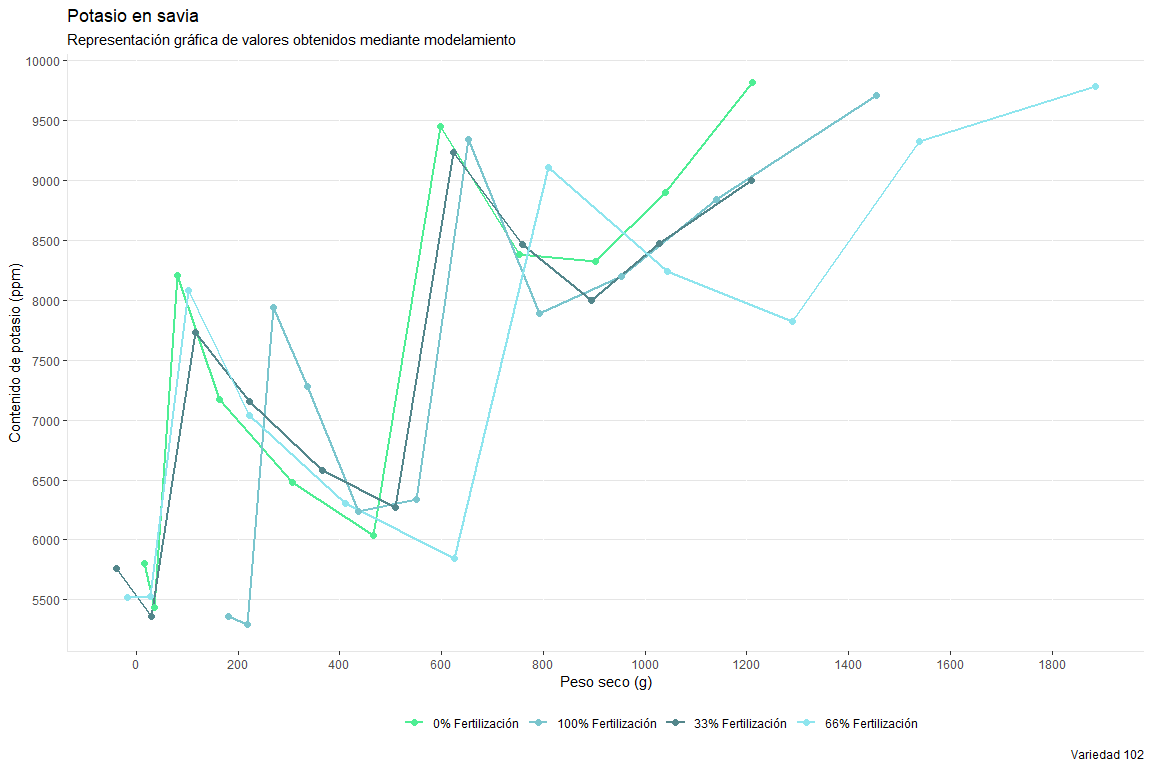 Potasio en savia
Representación gráfica de valores obtenidos mediante modelamiento
Contenido de potasio (ppm)
10000
9500
9000
8500
8000
7500
7000
6500
6000
5500
0 200 400 600 800 1000 1200 1400 1600 1800
Peso seco (g)
0% Fertilización 100% Fertilización 33% Fertilización 66% Fertilización
Variedad 102